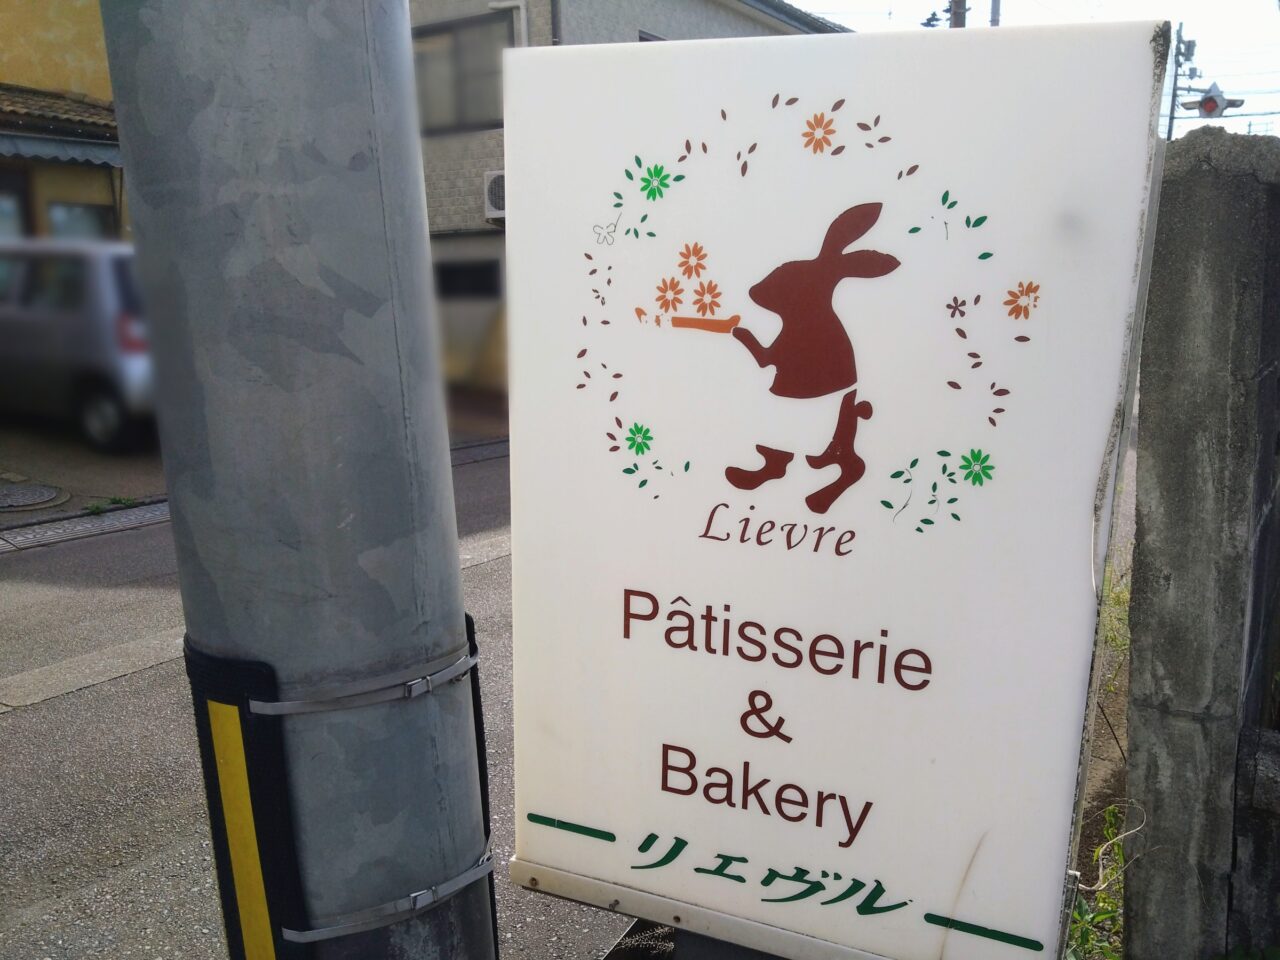 Lievre
Pâtisserie
&
Bakery
リエヴル